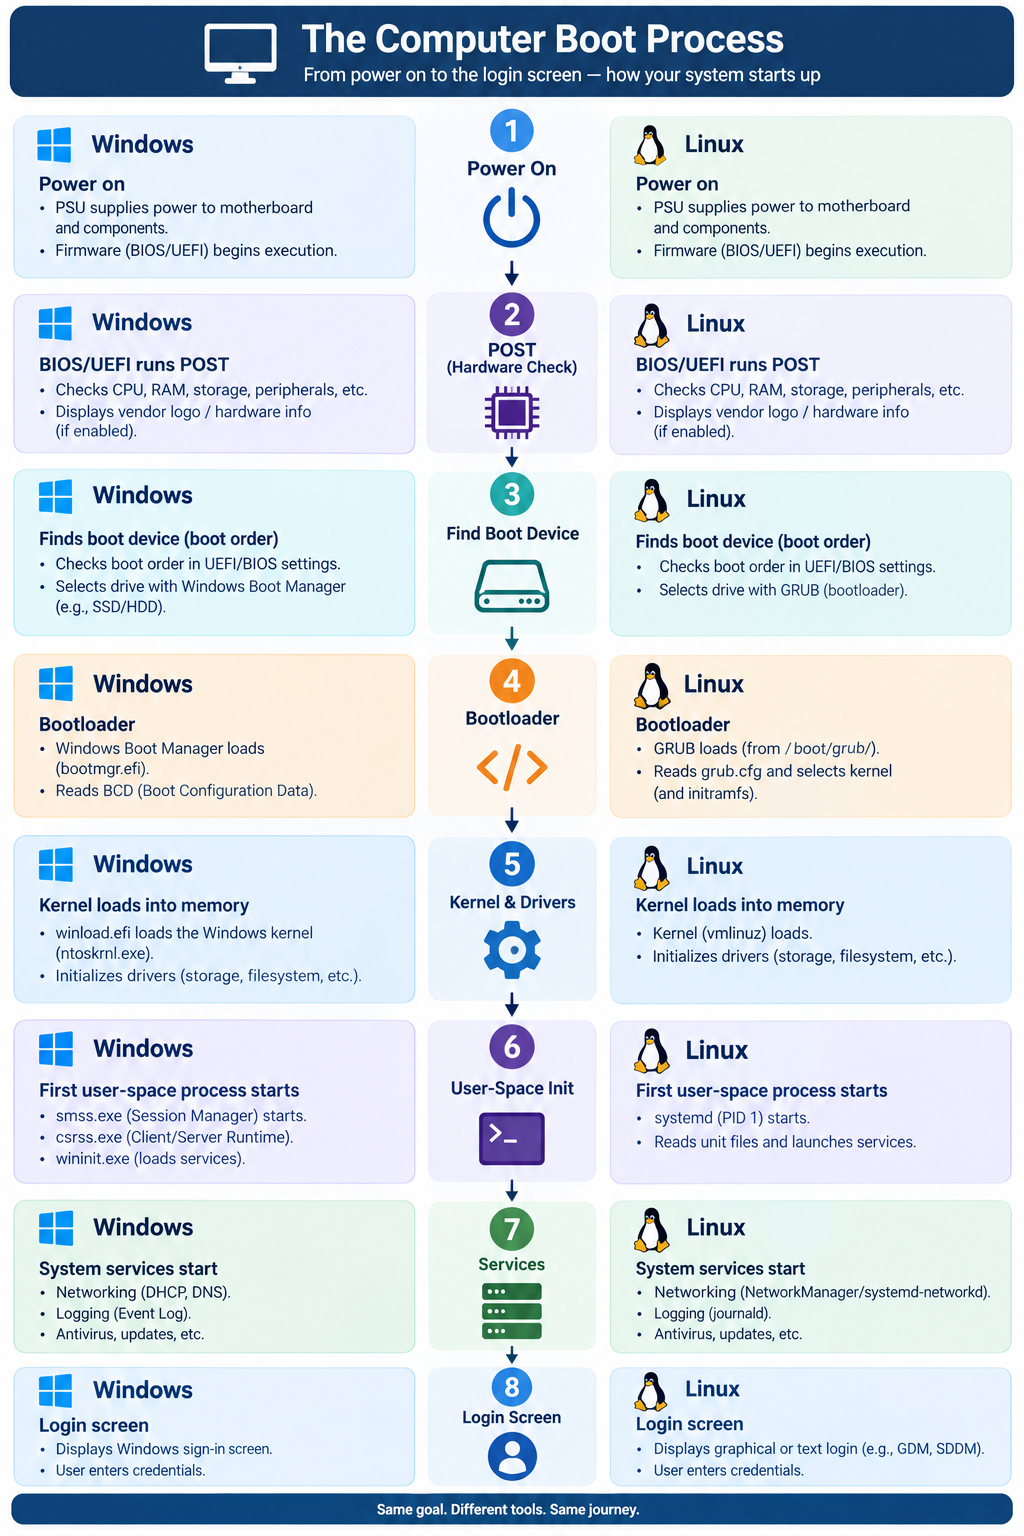 The Computer Boot Process
From power on to the login screen — how your system starts up
Windows
Power on
• PSU supplies power to motherboard
and components.
• Firmware (BIOS/UEFI) begins execution.
1
Power On
Linux
Power on
• PSU supplies power to motherboard
and components.
• Firmware (BIOS/UEFI) begins execution.
Windows
BIOS/UEFI runs POST
• Checks CPU, RAM, storage, peripherals, etc.
• Displays vendor logo / hardware info
(if enabled).
2
POST
(Hardware Check)
Linux
BIOS/UEFI runs POST
• Checks CPU, RAM, storage, peripherals, etc.
• Displays vendor logo / hardware info
(if enabled).
Windows
Finds boot device (boot order)
• Checks boot order in UEFI/BIOS settings.
• Selects drive with Windows Boot Manager
(e.g., SSD/HDD).
3
Find Boot Device
Linux
Finds boot device (boot order)
• Checks boot order in UEFI/BIOS settings.
• Selects drive with GRUB (bootloader).
Windows
Bootloader
• Windows Boot Manager loads
(bootmgr.efi).
• Reads BCD (Boot Configuration Data).
4
Bootloader
</>
Linux
Bootloader
• GRUB loads (from /boot/grub/).
• Reads grub.cfg and selects kernel
(and initramfs).
Windows
Kernel loads into memory
• winload.efi loads the Windows kernel
(ntoskrnl.exe).
• Initializes drivers (storage, filesystem, etc.).
5
Kernel & Drivers
Linux
Kernel loads into memory
• Kernel (vmlinuz) loads.
• Initializes drivers (storage, filesystem, etc.).
Windows
First user-space process starts
• smss.exe (Session Manager) starts.
• csrss.exe (Client/Server Runtime).
• wininit.exe (loads services).
6
User-Space Init
>_
Linux
First user-space process starts
• systemd (PID 1) starts.
• Reads unit files and launches services.
Windows
System services start
• Networking (DHCP, DNS).
• Logging (Event Log).
• Antivirus, updates, etc.
7
Services
Linux
System services start
• Networking (NetworkManager/systemd-networkd).
• Logging (journald).
• Antivirus, updates, etc.
Windows
Login screen
• Displays Windows sign-in screen.
• User enters credentials.
8
Login Screen
Linux
Login screen
• Displays graphical or text login (e.g., GDM, SDDM).
• User enters credentials.
Same goal. Different tools. Same journey.